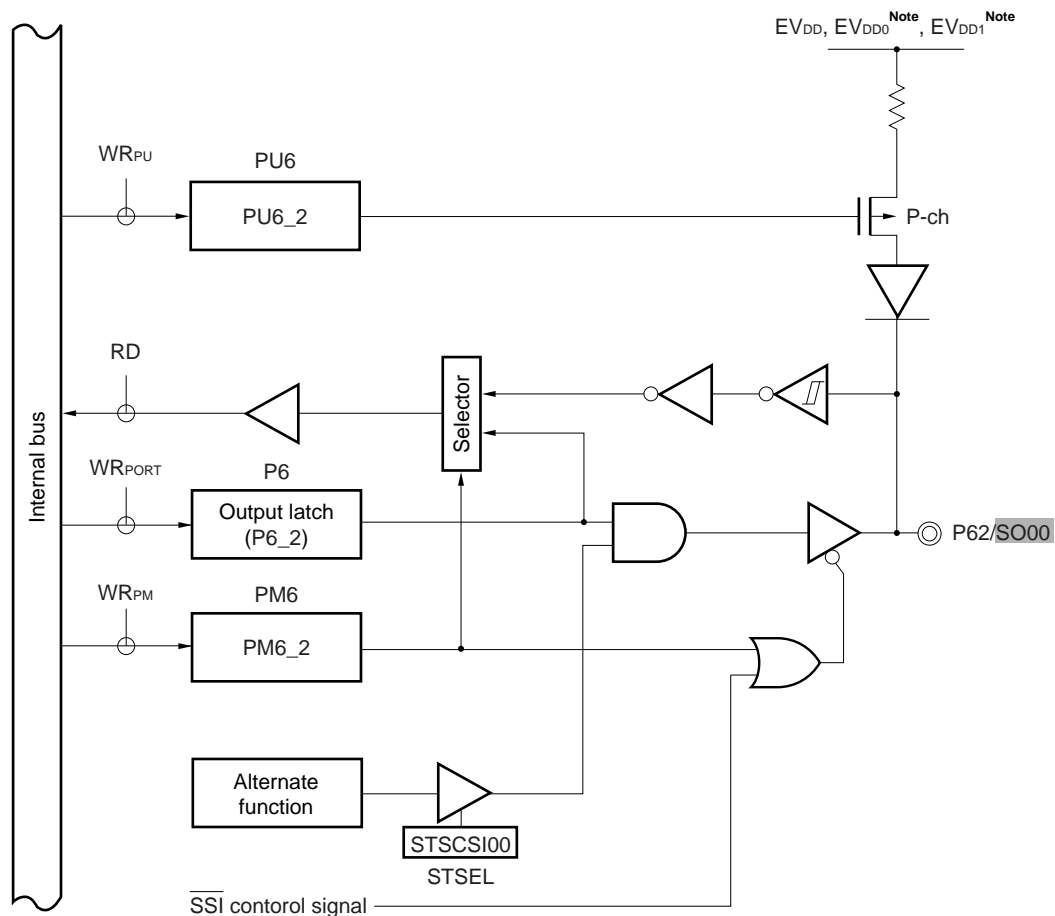 EVDD, EVDD0Note, EVDD1Note
WRPU
PU6
PU6_2
P-ch
RD
Selector
Internal bus
WRPORT
P6
Output latch
(P6_2)
P62/SO00
WRPM
PM6
PM6_2
Alternate
function
STSCSI00
STSEL
SSI contorol signal